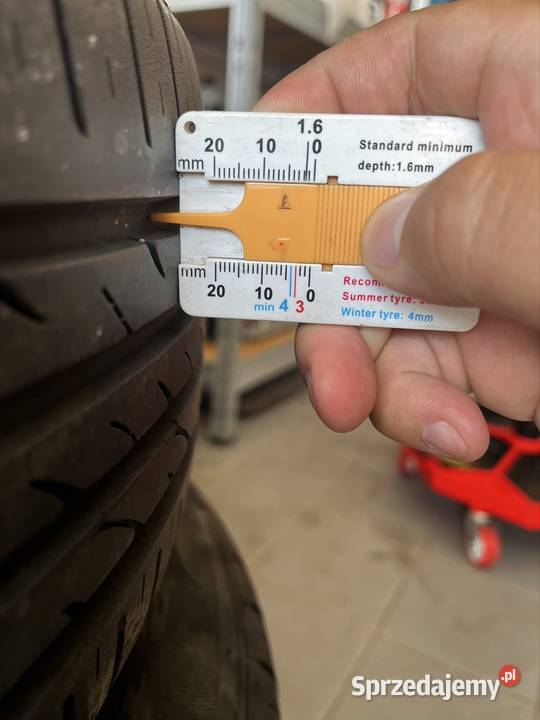 1.6
20 10 0
mm
Standard minimum
depth:1.6mm
mm
20 10 0
min 4 3
Summer tyre:
Winter tyre: 4mm
Sprzedajemy.pl